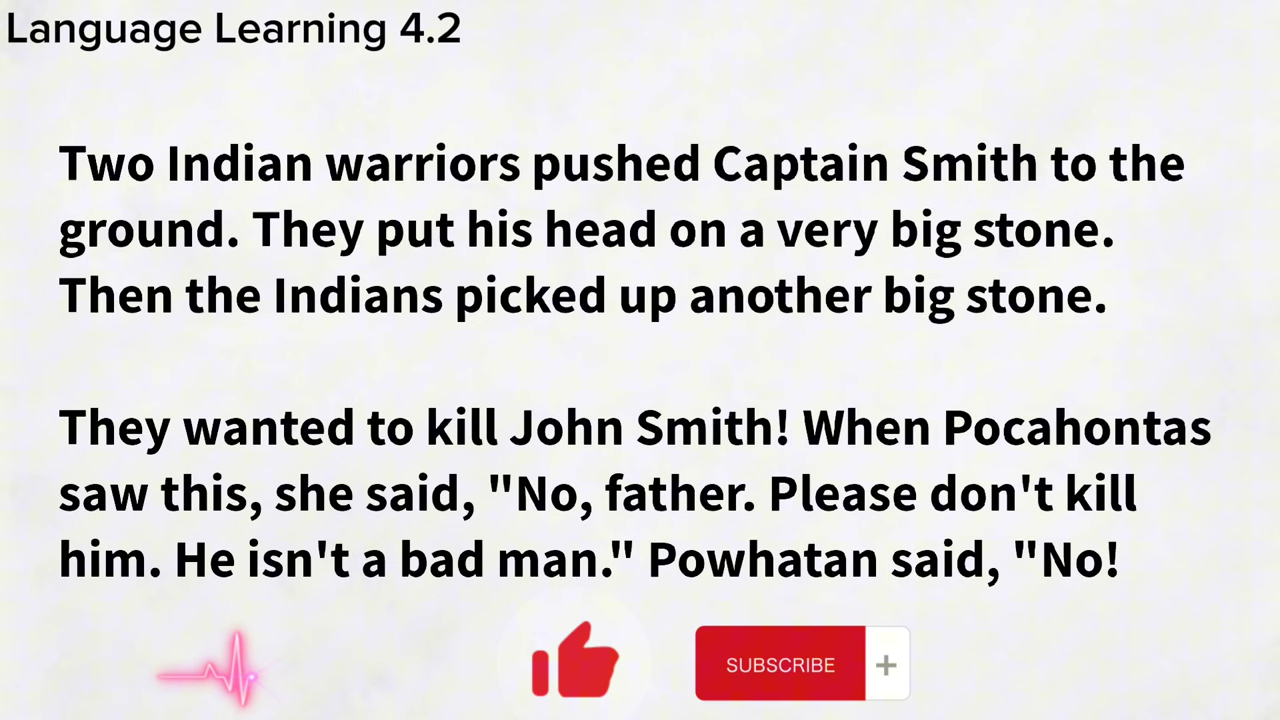 Language Learning 4.2
Two Indian warriors pushed Captain Smith to the
ground. They put his head on a very big stone.
Then the Indians picked up another big stone.
They wanted to kill John Smith! When Pocahontas
saw this, she said, "No, father. Please don't kill
him. He isn't a bad man." Powhatan said, "No!
SUBSCRIBE +